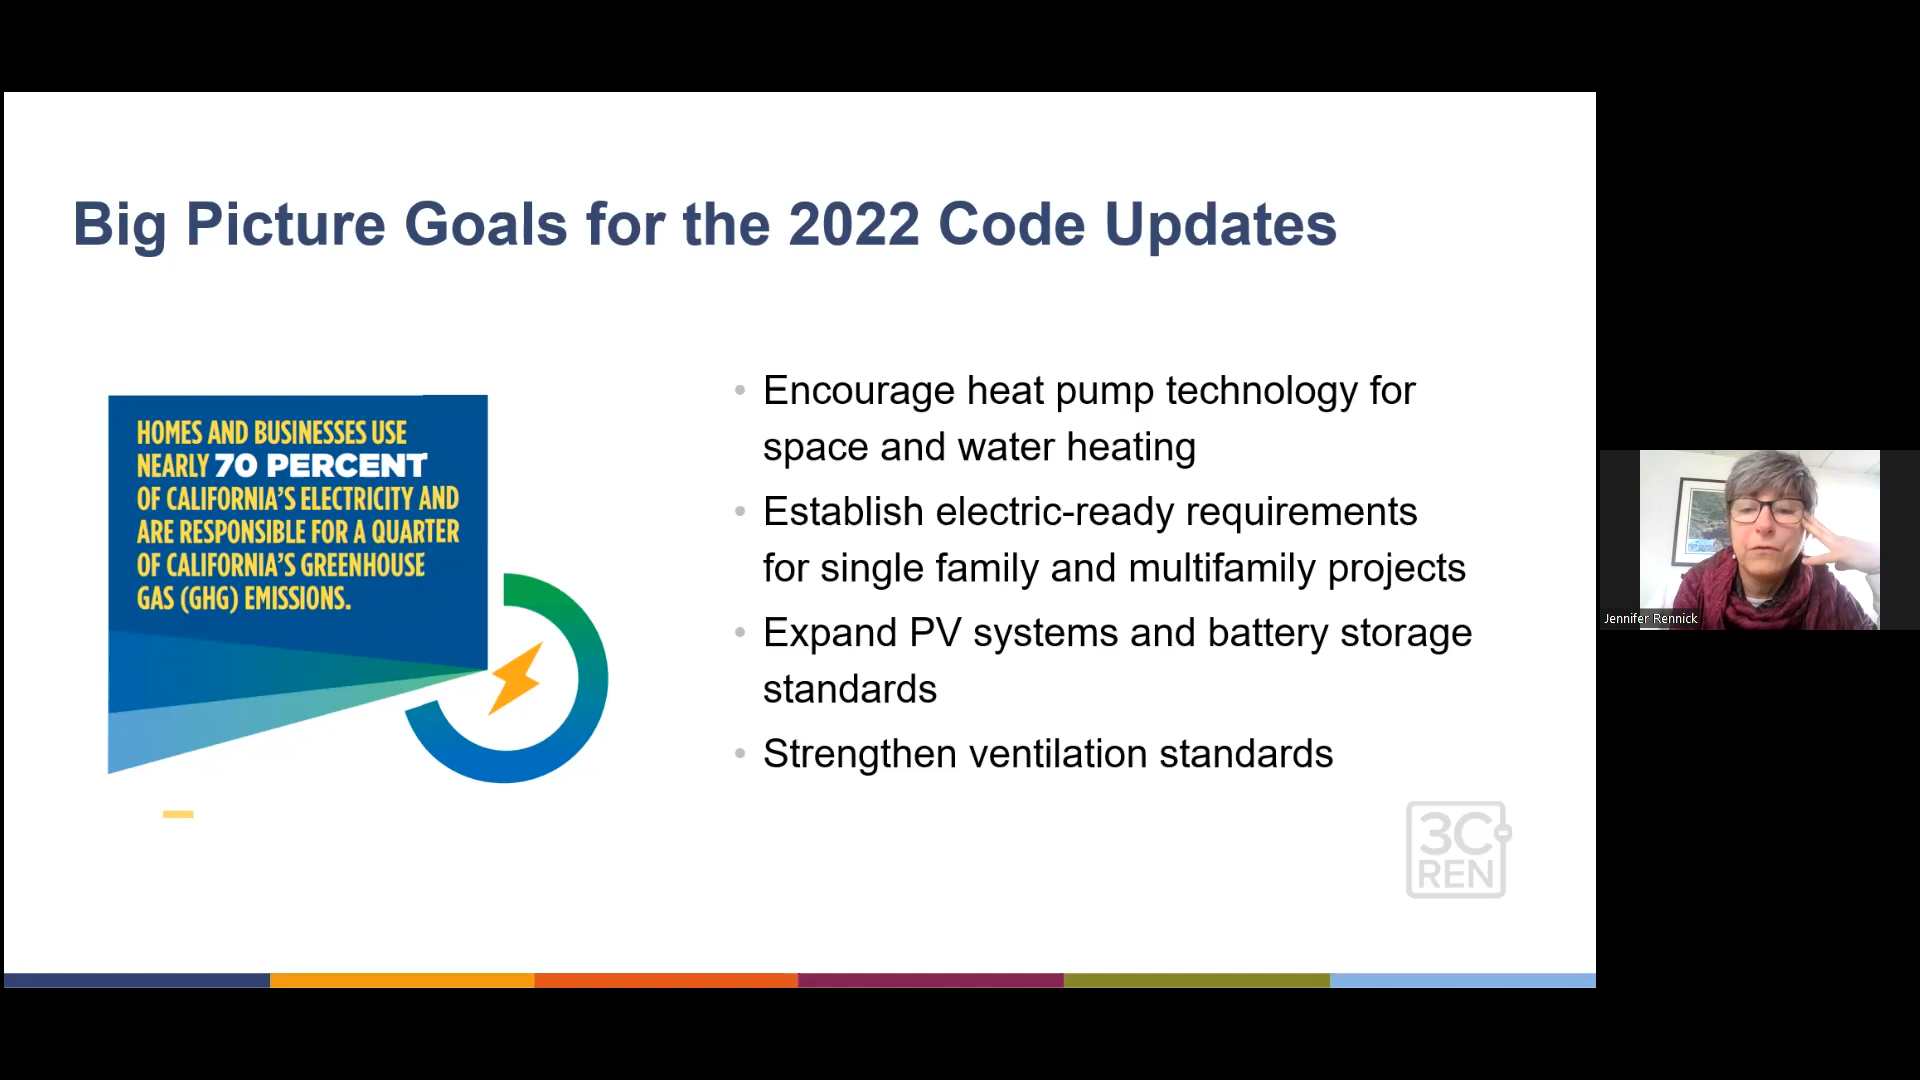 Big Picture Goals for the 2022 Code Updates
HOMES AND BUSINESSES USE
NEARLY 70 PERCENT
OF CALIFORNIA'S ELECTRICITY AND
ARE RESPONSIBLE FOR A QUARTER
OF CALIFORNIA'S GREENHOUSE
GAS (GHG) EMISSIONS.
• Encourage heat pump technology for
space and water heating
• Establish electric-ready requirements
for single family and multifamily projects
• Expand PV systems and battery storage
standards
• Strengthen ventilation standards
3C-
REN
Jennifer Rennick